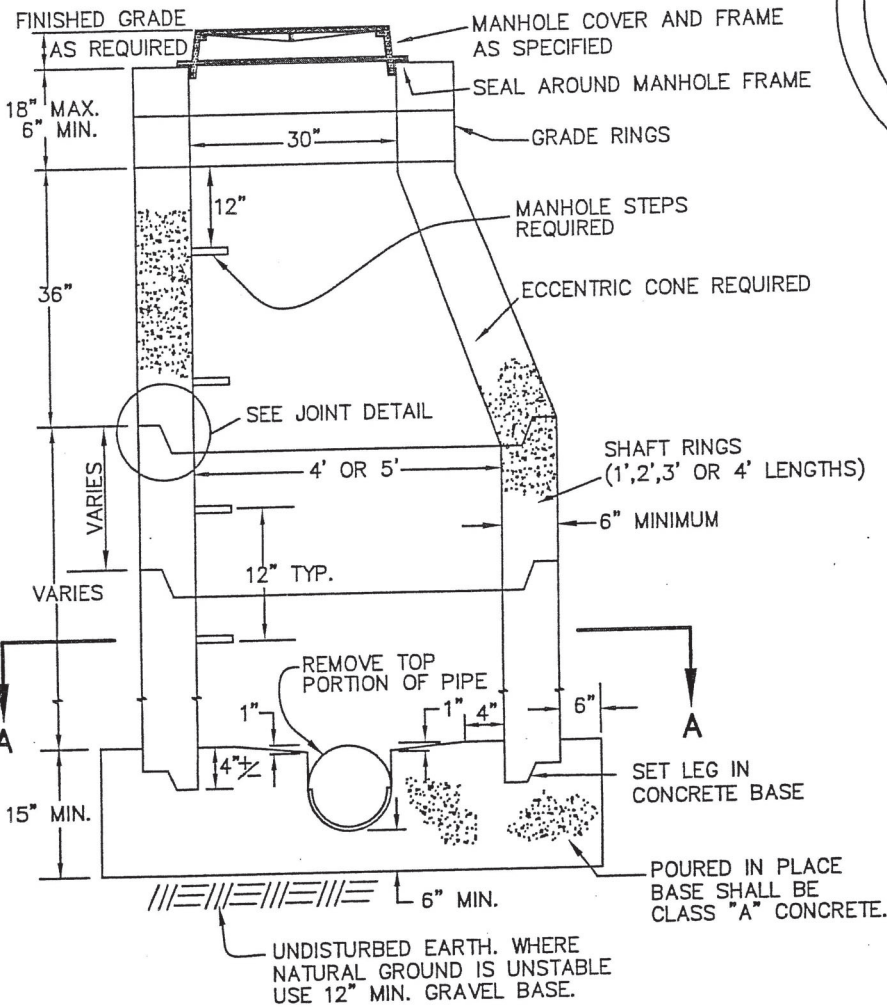 FINISHED GRADE
AS REQUIRED
MANHOLE COVER AND FRAME
AS SPECIFIED
SEAL AROUND MANHOLE FRAME
18" MAX.
6" MIN.
30"
GRADE RINGS
12"
MANHOLE STEPS
REQUIRED
36"
ECCENTRIC CONE REQUIRED
SEE JOINT DETAIL
4' OR 5'
SHAFT RINGS
(1',2',3' OR 4' LENGTHS)
VARIES
6" MINIMUM
12" TYP.
VARIES
REMOVE TOP
PORTION OF PIPE
1"
1"
4"
6"
A
A
4"+/-
SET LEG IN
CONCRETE BASE
15" MIN.
6" MIN.
POURED IN PLACE
BASE SHALL BE
CLASS "A" CONCRETE.
UNDISTURBED EARTH. WHERE
NATURAL GROUND IS UNSTABLE
USE 12" MIN. GRAVEL BASE.